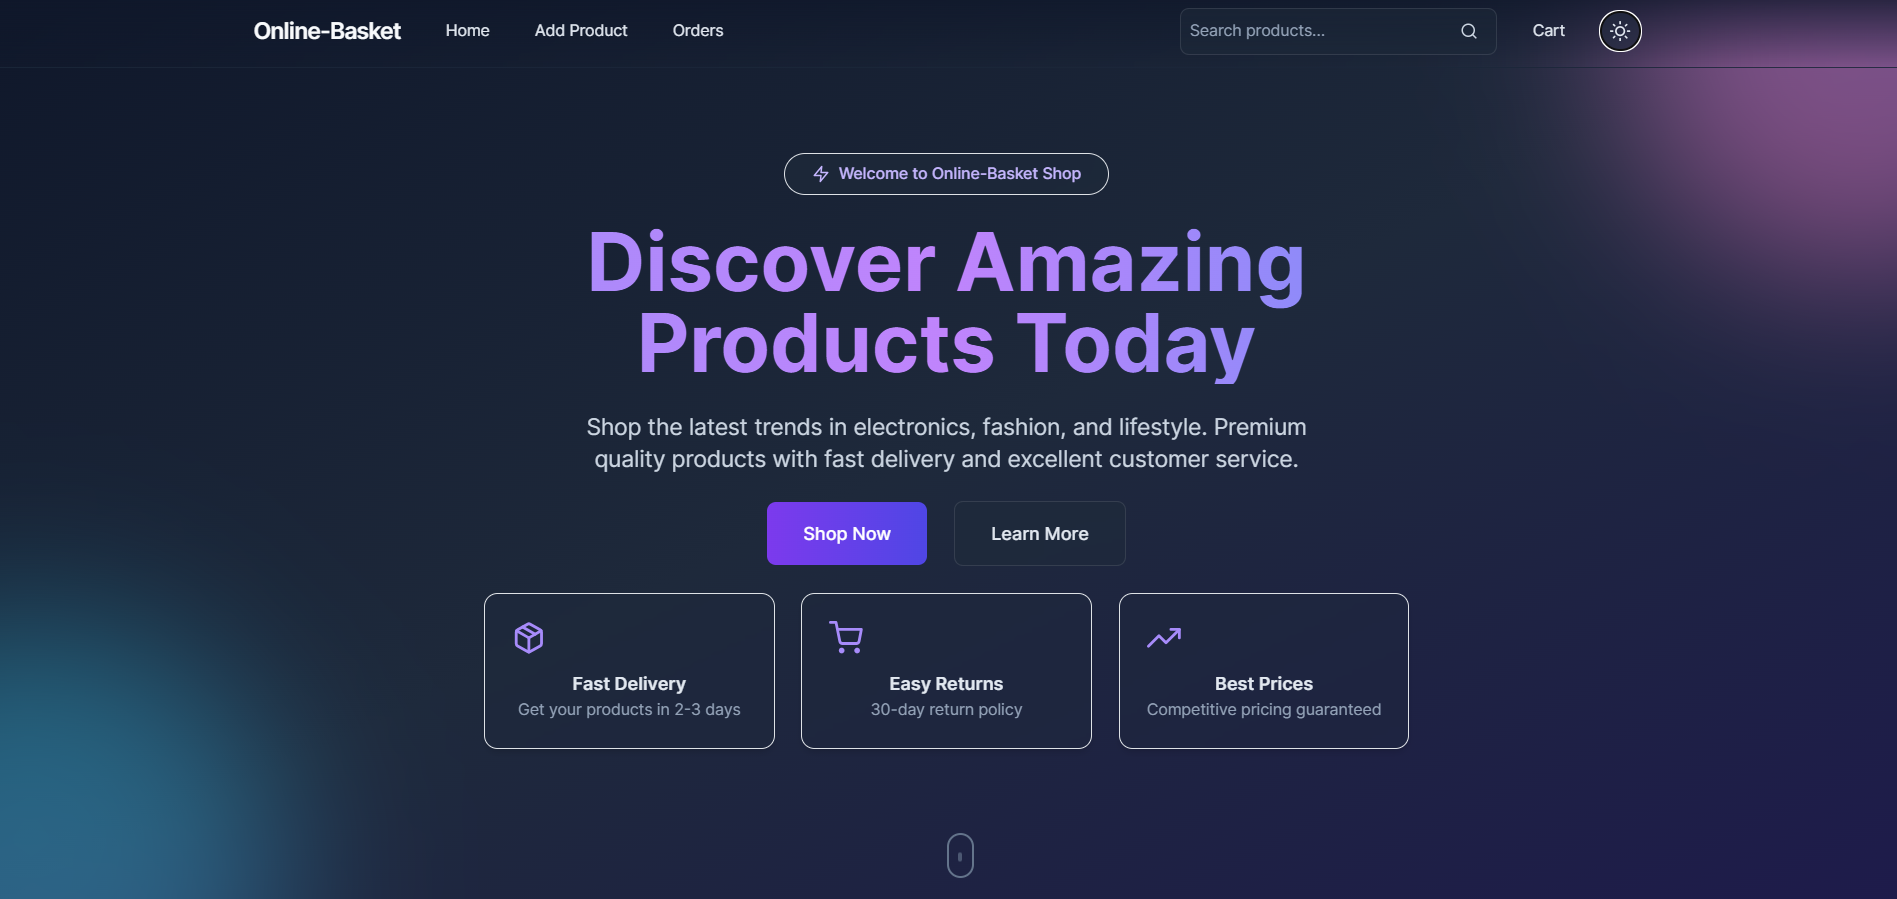 Online-Basket
Home
Add Product
Orders
Search products...
Cart
Welcome to Online-Basket Shop
Discover Amazing
Products Today
Shop the latest trends in electronics, fashion, and lifestyle. Premium
quality products with fast delivery and excellent customer service.
Shop Now
Learn More
Fast Delivery
Get your products in 2-3 days
Easy Returns
30-day return policy
Best Prices
Competitive pricing guaranteed